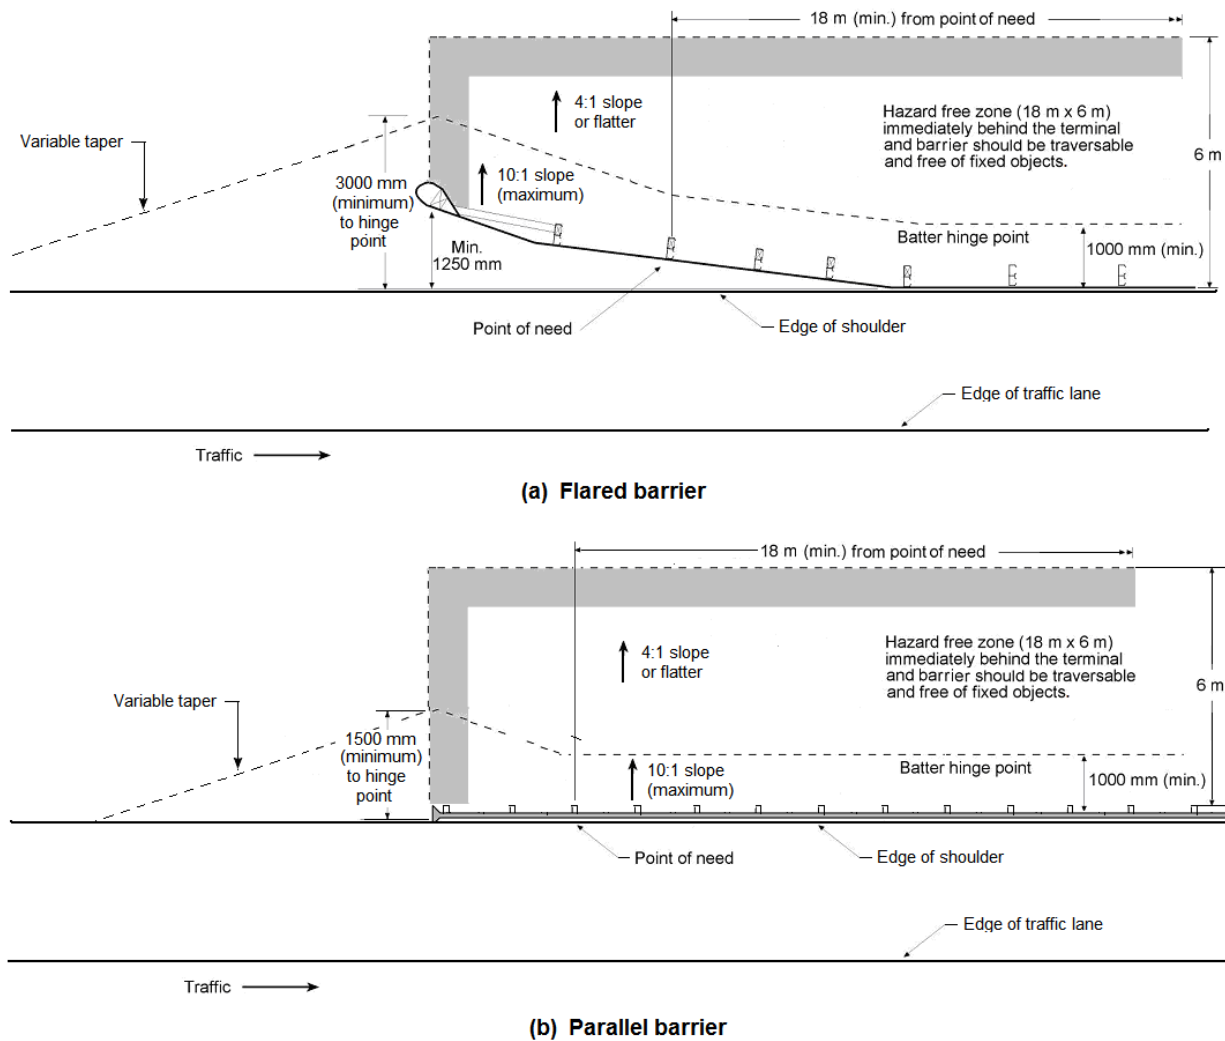 18 m (min.) from point of need
4:1 slope
or flatter
Hazard free zone (18 m x 6 m)
immediately behind the terminal
and barrier should be traversable
and free of fixed objects.
6 m
Variable taper
10:1 slope
(maximum)
3000 mm
(minimum)
to hinge
point
Min.
1250 mm
Batter hinge point
1000 mm (min.)
Point of need
Edge of shoulder
Edge of traffic lane
Traffic
(a) Flared barrier
18 m (min.) from point of need
4:1 slope
or flatter
Hazard free zone (18 m x 6 m)
immediately behind the terminal
and barrier should be traversable
and free of fixed objects.
6 m
Variable taper
1500 mm
(minimum)
to hinge
point
10:1 slope
(maximum)
Batter hinge point
1000 mm (min.)
Point of need
Edge of shoulder
Edge of traffic lane
Traffic
(b) Parallel barrier